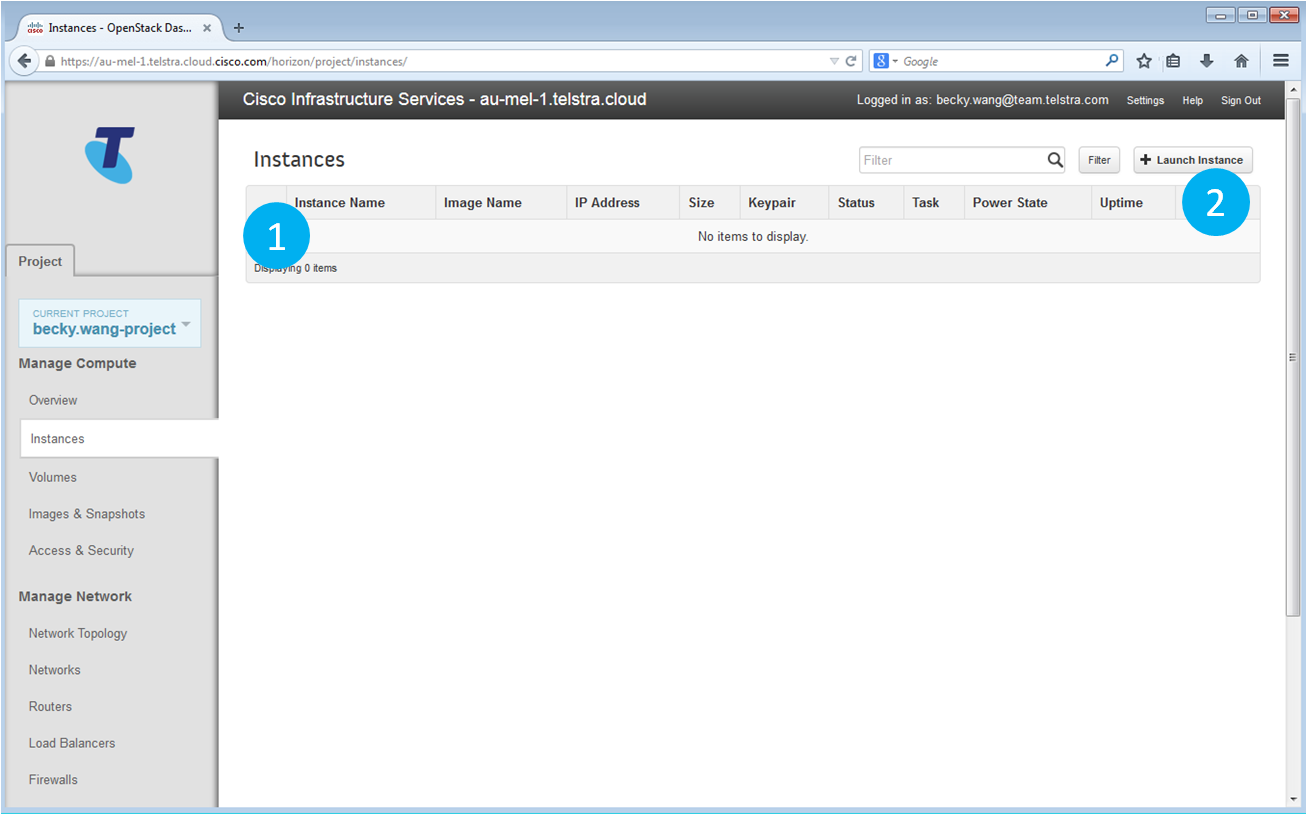 Instances - OpenStack Das...
https://au-mel-1.telstra.cloud.cisco.com/horizon/project/instances/
Google
Cisco Infrastructure Services - au-mel-1.telstra.cloud
Logged in as: becky.wang@team.telstra.com Settings Help Sign Out
T
Instances
Filter Filter + Launch Instance
Instance Name Image Name IP Address Size Keypair Status Task Power State Uptime
1 2
No items to display.
Displaying 0 items
Project
CURRENT PROJECT
becky.wang-project
Manage Compute
Overview
Instances
Volumes
Images & Snapshots
Access & Security
Manage Network
Network Topology
Networks
Routers
Load Balancers
Firewalls